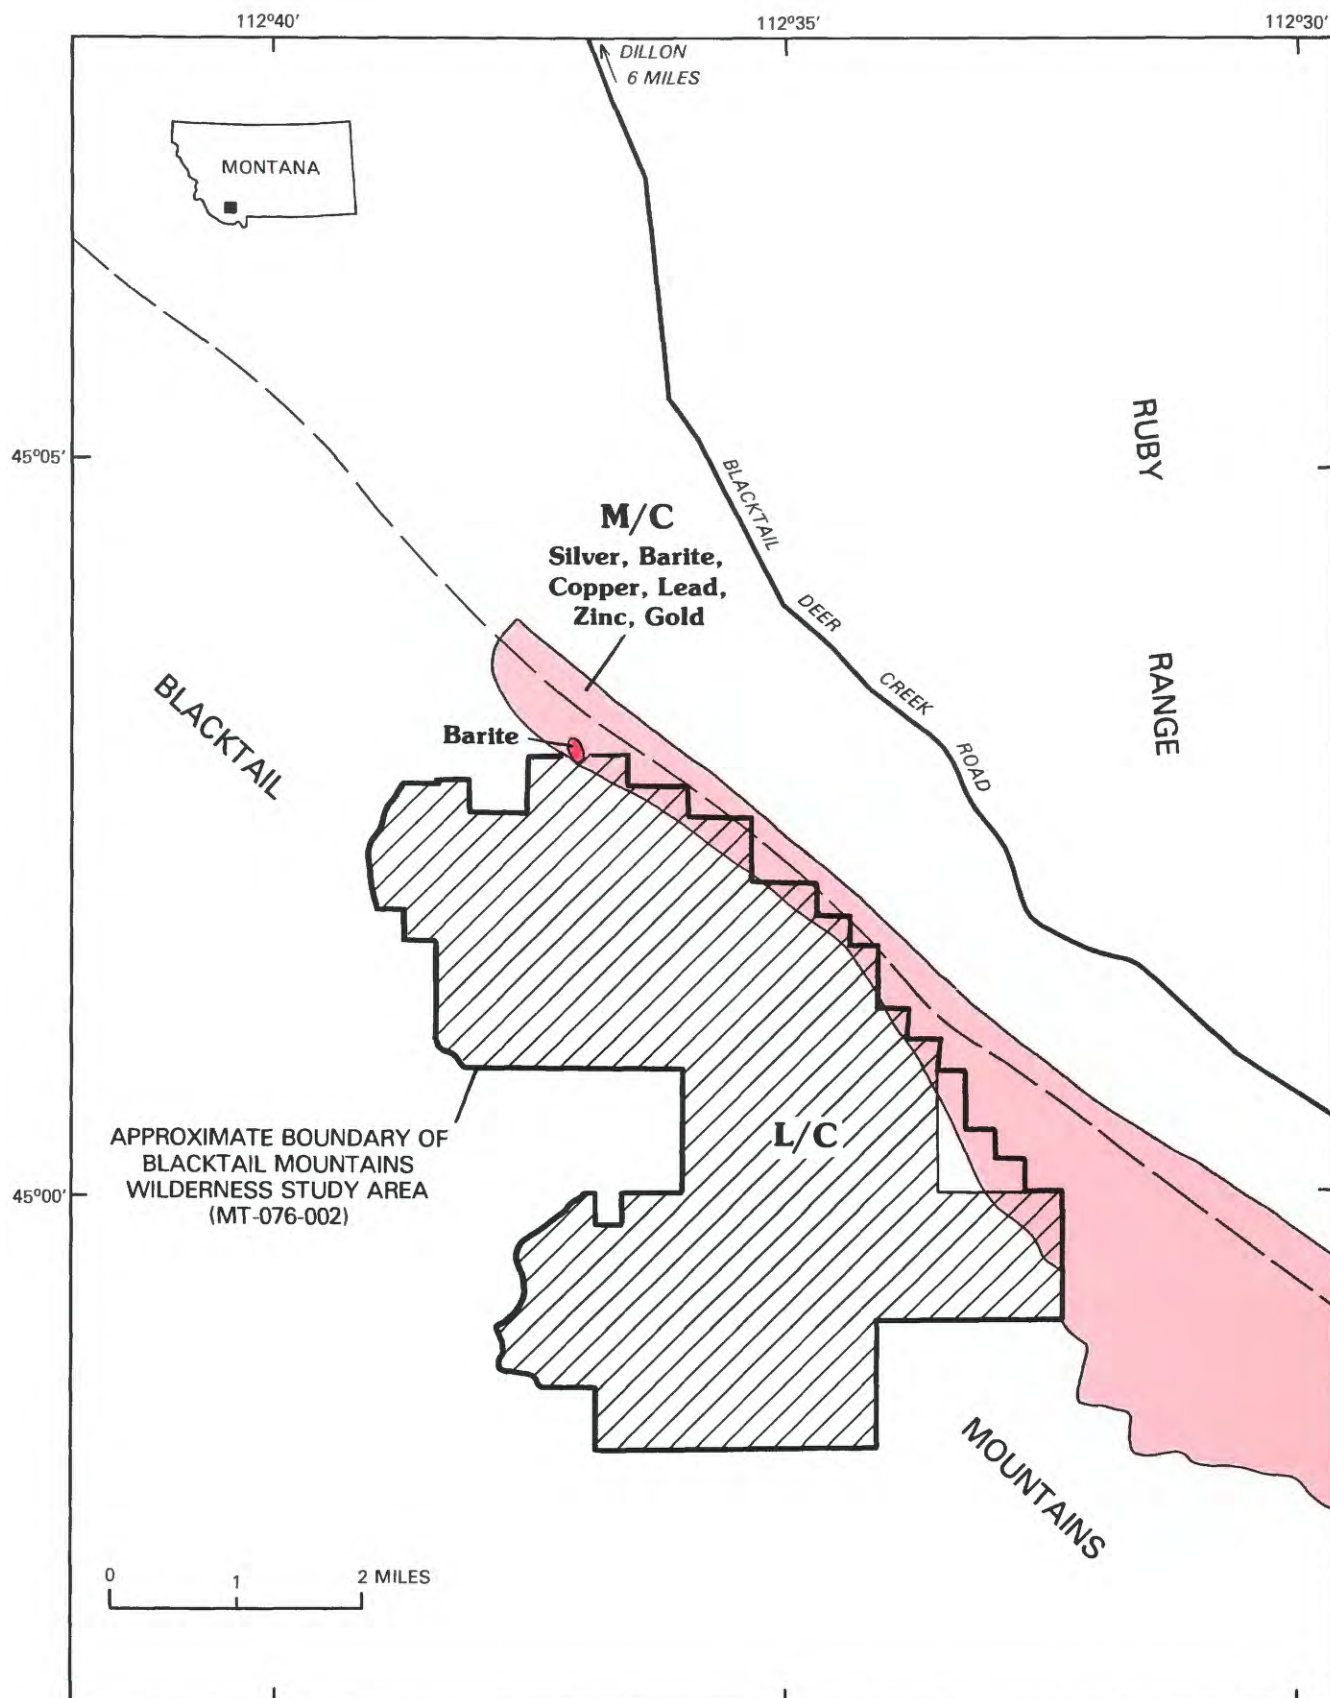 112°40'
112°35'
112°30'
DILLON
6 MILES
MONTANA
RUBY
RANGE
45°05'
BLACKTAIL
DEER
CREEK
ROAD
M/C
Silver, Barite,
Copper, Lead,
Zinc, Gold
BLACKTAIL
Barite
L/C
APPROXIMATE BOUNDARY OF
BLACKTAIL MOUNTAINS
WILDERNESS STUDY AREA
(MT-076-002)
45°00'
MOUNTAINS
0 1 2 MILES